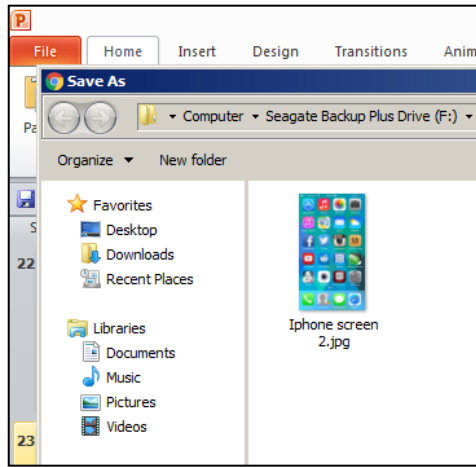 P
File Home Insert Design Transitions Anim
Save As
Pa
Computer Seagate Backup Plus Drive (F:)
Organize New folder
Favorites
Desktop
Downloads
Recent Places
Libraries
Documents
Music
Pictures
Videos
Iphone screen
2.jpg
S
22
23